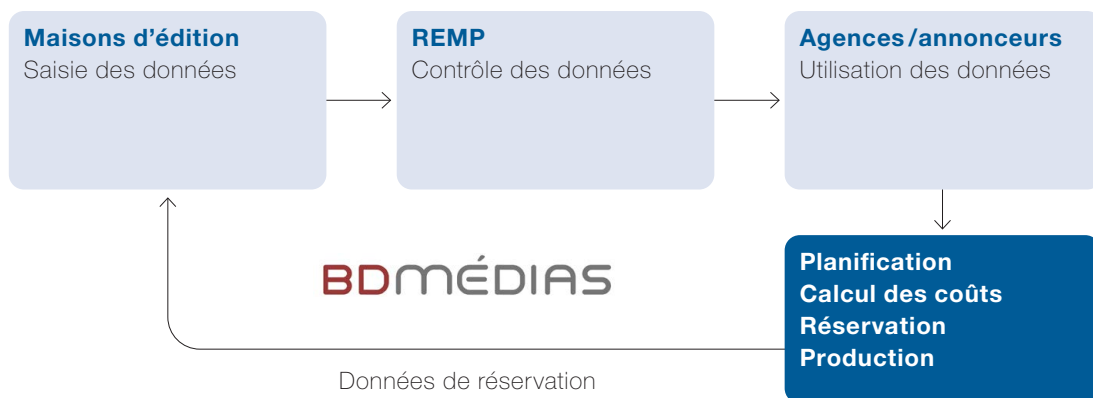 Maisons d'édition
Saisie des données
REMP
Contrôle des données
Agences/annonceurs
Utilisation des données
BDMÉDIAS
Planification
Calcul des coûts
Réservation
Production
Données de réservation